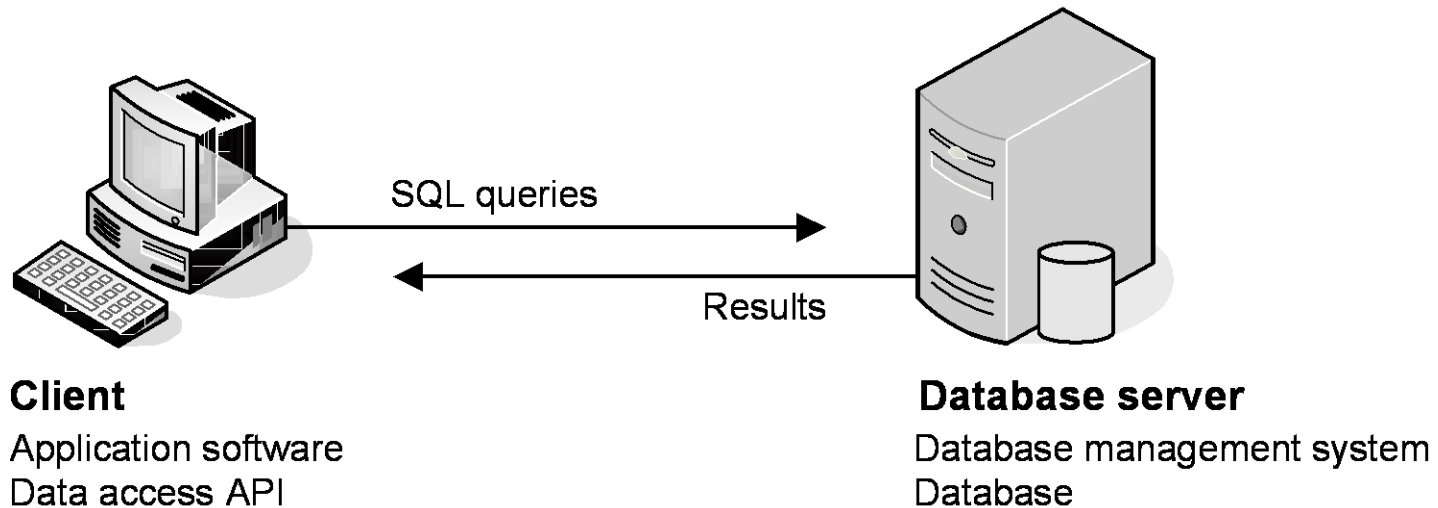 SQL queries
Results
Client
Application software
Data access API
Database server
Database management system
Database